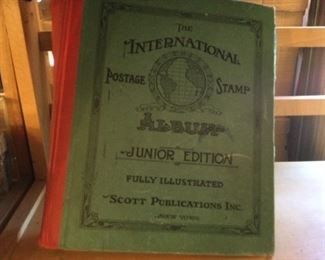 The
International
Postage Stamp
Album
Junior Edition
Fully Illustrated
Scott Publications Inc.
New York